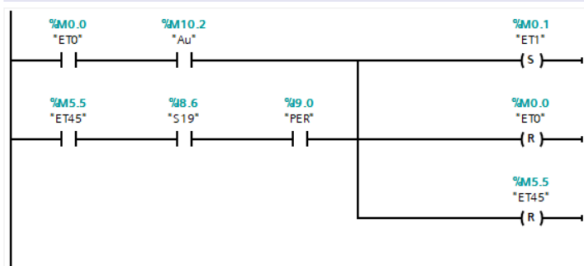 %M0.0 %M10.2 %M0.1
"ET0" "Au" "ET1"
S
%M5.5 %I8.6 %I9.0 %M0.0
"ET45" "S19" "PER" "ET0"
R
%M5.5
"ET45"
R